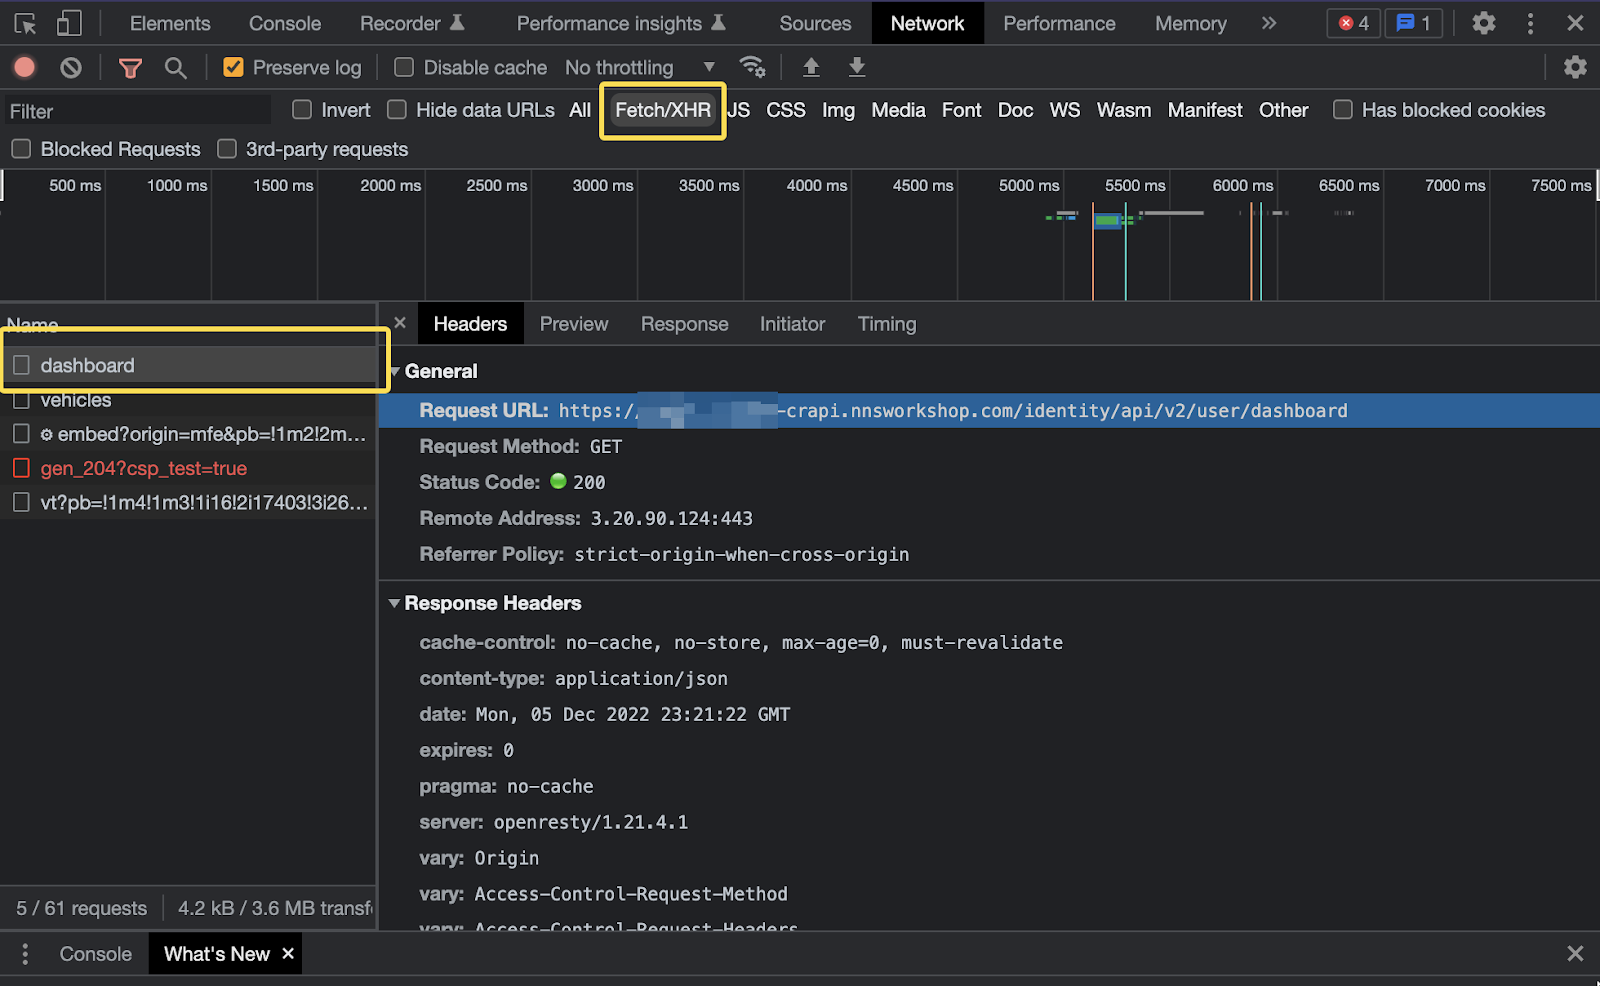 Elements Console Recorder Performance insights Sources Network Performance Memory » 4 1
Preserve log Disable cache No throttling
Filter Invert Hide data URLs All Fetch/XHR JS CSS Img Media Font Doc WS Wasm Manifest Other Has blocked cookies
Blocked Requests 3rd-party requests
500 ms 1000 ms 1500 ms 2000 ms 2500 ms 3000 ms 3500 ms 4000 ms 4500 ms 5000 ms 5500 ms 6000 ms 6500 ms 7000 ms 7500 ms
Name
dashboard
vehicles
embed?origin=mfe&pb=!1m2!2m...
gen_204?csp_test=true
vt?pb=!1m4!1m3!1i16!2i17403!3i26...
5 / 61 requests 4.2 kB / 3.6 MB transf
Headers Preview Response Initiator Timing
General
Request URL: https:/ -crapi.nnsworkshop.com/identity/api/v2/user/dashboard
Request Method: GET
Status Code: 200
Remote Address: 3.20.90.124:443
Referrer Policy: strict-origin-when-cross-origin
Response Headers
cache-control: no-cache, no-store, max-age=0, must-revalidate
content-type: application/json
date: Mon, 05 Dec 2022 23:21:22 GMT
expires: 0
pragma: no-cache
server: openresty/1.21.4.1
vary: Origin
vary: Access-Control-Request-Method
vary: Access-Control-Request-Headers
Console What's New